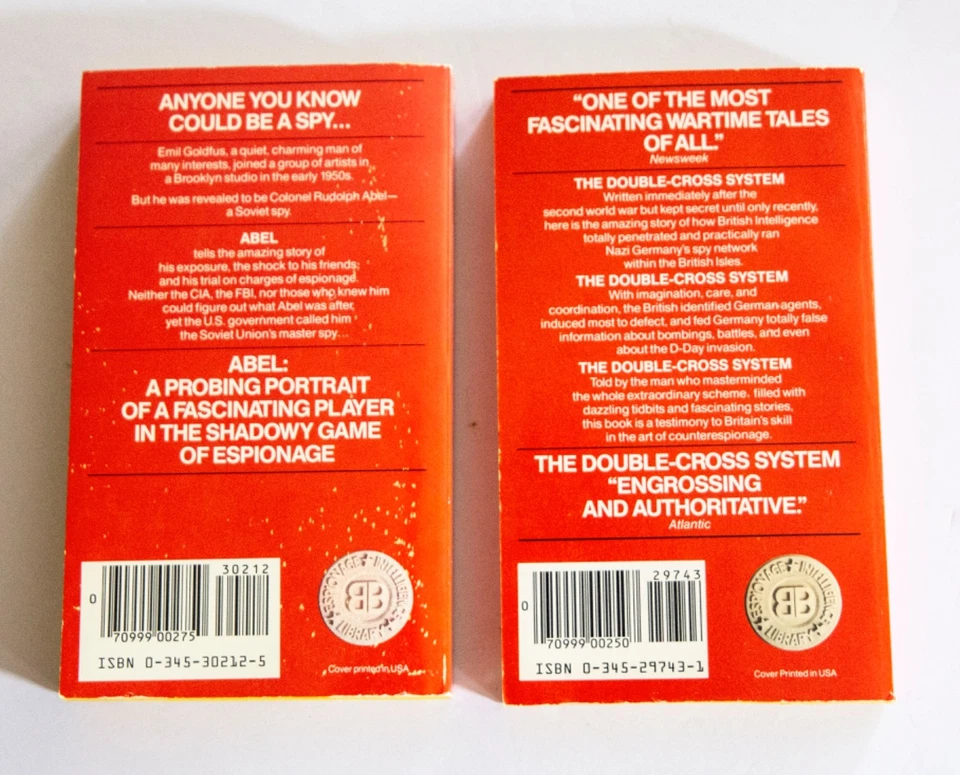 ANYONE YOU KNOW
COULD BE A SPY...
Emil Goldfus, a quiet, charming man of
many interests, joined a group of artists in
a Brooklyn studio in the early 1950s.
But he was revealed to be Colonel Rudolph Abel—
a Soviet spy.
ABEL
tells the amazing story of
his exposure, the shock to his friends,
and his trial on charges of espionage.
Neither the CIA, the FBI, nor those who knew him
could figure out what Abel was after,
yet the U.S. government called him
the Soviet Union's master spy...
ABEL:
A PROBING PORTRAIT
OF A FASCINATING PLAYER
IN THE SHADOWY GAME
OF ESPIONAGE
30212
0
70999 00275
ISBN 0-345-30212-5
ESPIONAGE · INTELLIGENCE
LIBRARY
BB
Cover printed in USA
"ONE OF THE MOST
FASCINATING WARTIME TALES
OF ALL."
Newsweek
THE DOUBLE-CROSS SYSTEM
Written immediately after the
second world war but kept secret until only recently,
here is the amazing story of how British Intelligence
totally penetrated and practically ran
Nazi Germany's spy network
within the British Isles.
THE DOUBLE-CROSS SYSTEM
With imagination, care, and
coordination, the British identified German agents,
induced most to defect, and fed Germany totally false
information about bombings, battles, and even
about the D-Day invasion.
THE DOUBLE-CROSS SYSTEM
Told by the man who masterminded
the whole extraordinary scheme, filled with
dazzling tidbits and fascinating stories,
this book is a testimony to Britain's skill
in the art of counterespionage.
THE DOUBLE-CROSS SYSTEM
"ENGROSSING
AND AUTHORITATIVE."
Atlantic
29743
0
70999 00250
ISBN 0-345-29743-1
ESPIONAGE · INTELLIGENCE
LIBRARY
BB
Cover Printed in USA